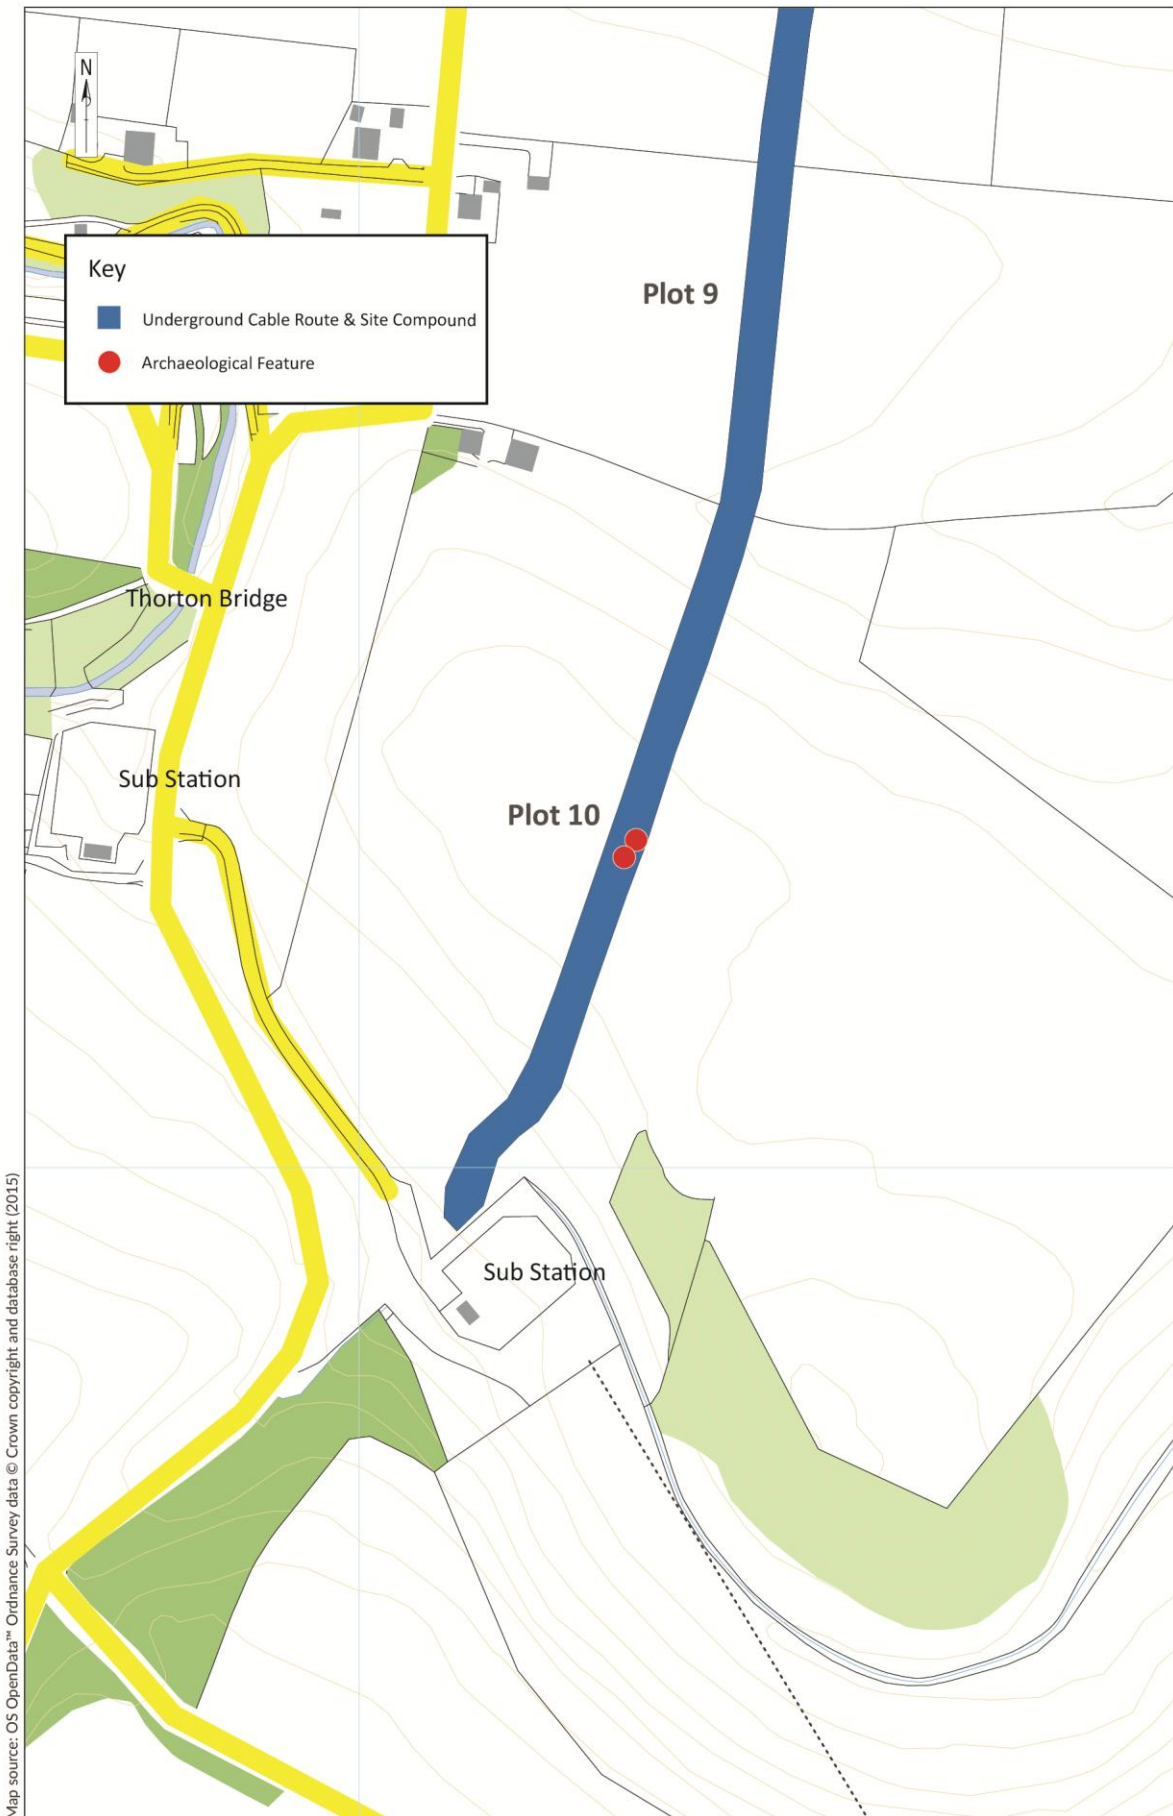 N
Key
Underground Cable Route & Site Compound
Archaeological Feature
Plot 9
Thorton Bridge
Sub Station
Plot 10
Sub Station
Map source: OS OpenData™ Ordnance Survey data © Crown copyright and database right (2015)